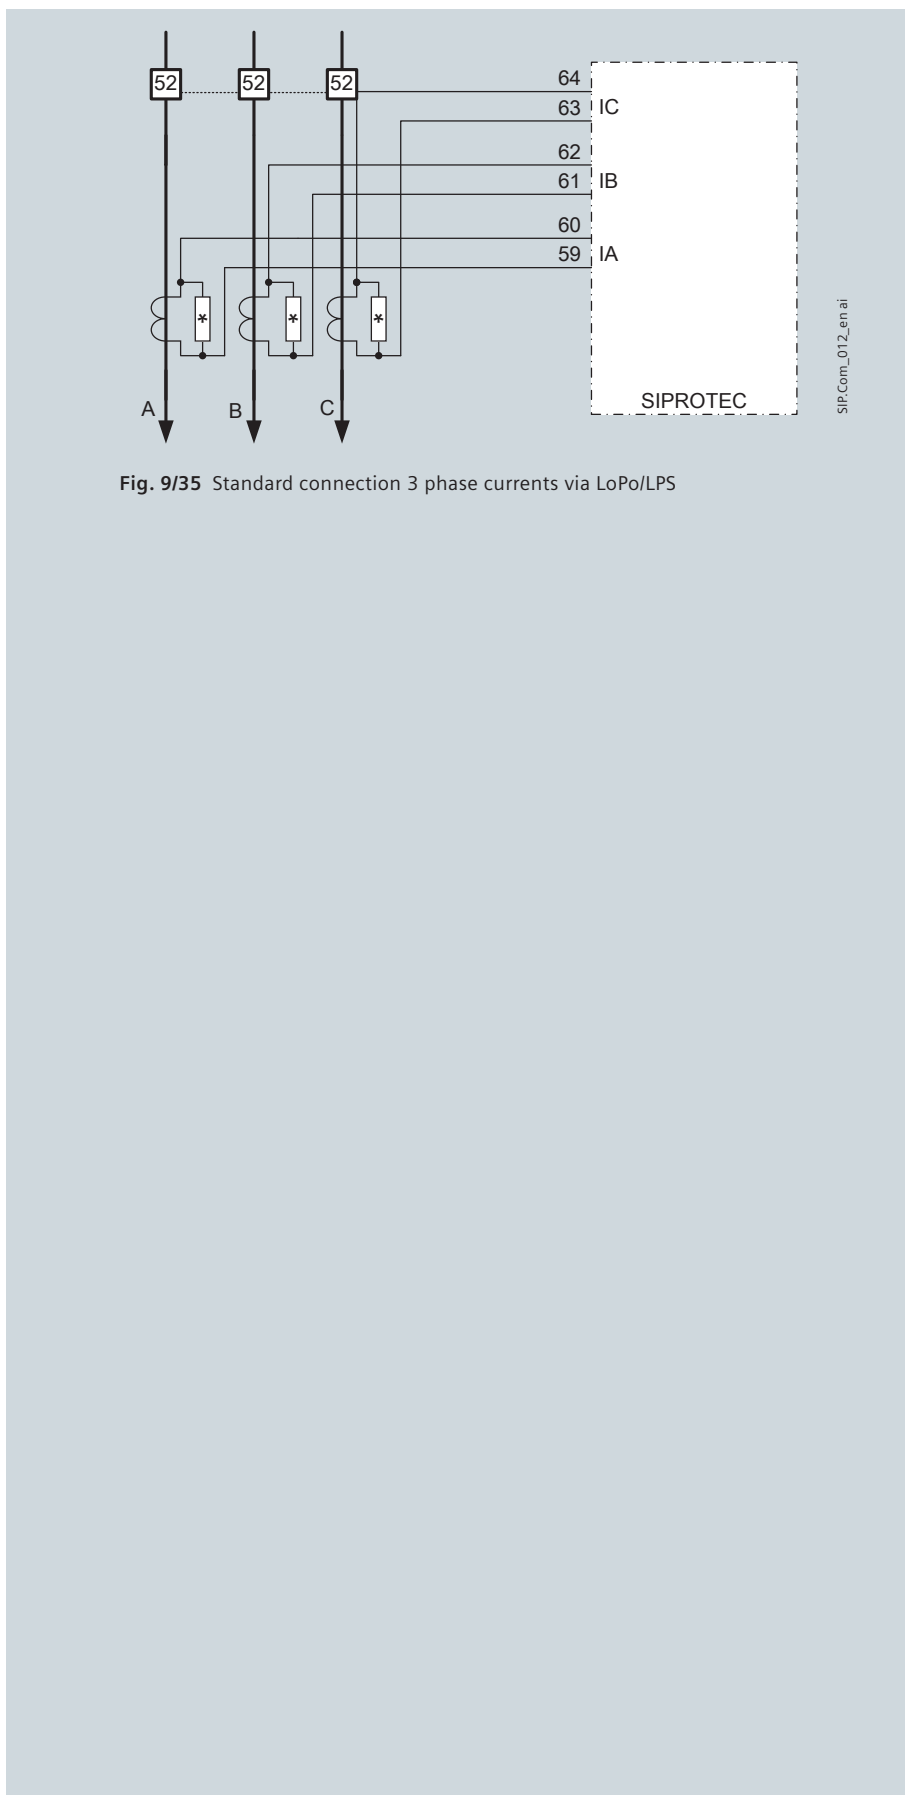 52 52 52
64
63 IC
62
61 IB
60
59 IA
* * *
A B C
SIPROTEC
SIP.Com_012_en ai
Fig. 9/35 Standard connection 3 phase currents via LoPo/LPS